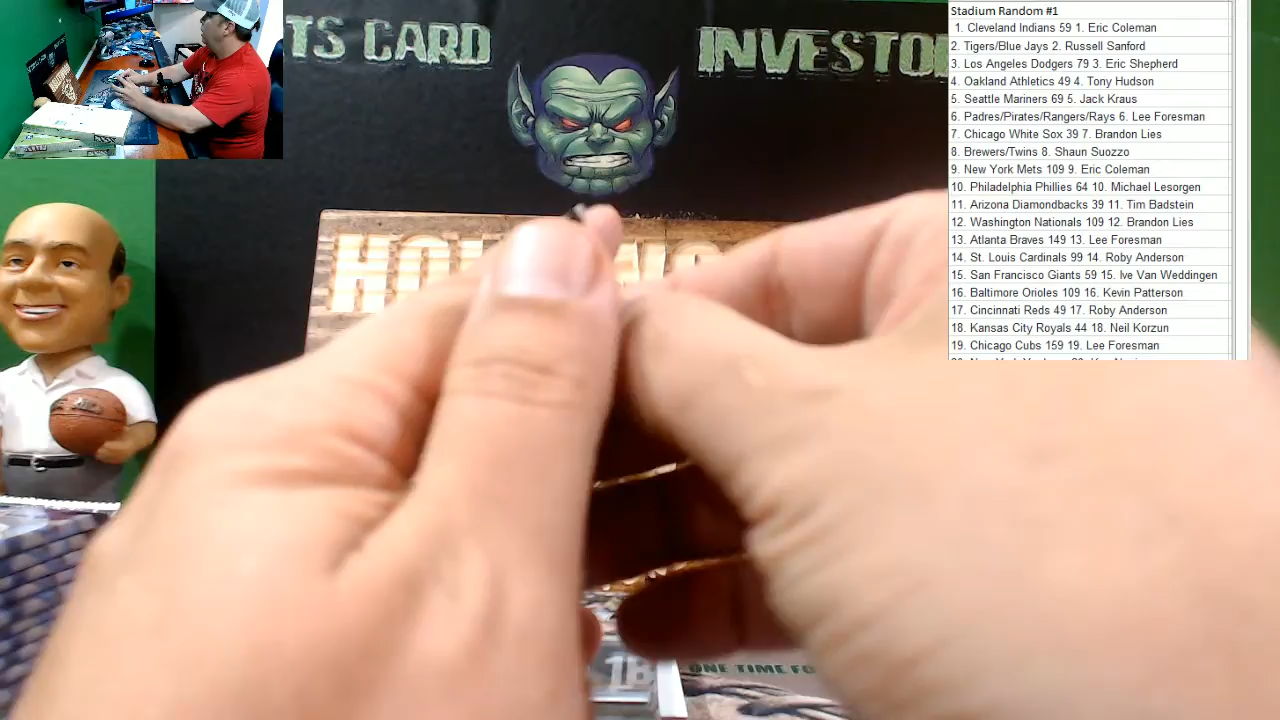 TS CARD
INVESTO
Stadium Random #1
1. Cleveland Indians 59 1. Eric Coleman
2. Tigers/Blue Jays 2. Russell Sanford
3. Los Angeles Dodgers 79 3. Eric Shepherd
4. Oakland Athletics 49 4. Tony Hudson
5. Seattle Mariners 69 5. Jack Kraus
6. Padres/Pirates/Rangers/Rays 6. Lee Foresman
7. Chicago White Sox 39 7. Brandon Lies
8. Brewers/Twins 8. Shaun Suozzo
9. New York Mets 109 9. Eric Coleman
10. Philadelphia Phillies 64 10. Michael Lesorgen
11. Arizona Diamondbacks 39 11. Tim Badstein
12. Washington Nationals 109 12. Brandon Lies
13. Atlanta Braves 149 13. Lee Foresman
14. St. Louis Cardinals 99 14. Roby Anderson
15. San Francisco Giants 59 15. Ive Van Weddingen
16. Baltimore Orioles 109 16. Kevin Patterson
17. Cincinnati Reds 49 17. Roby Anderson
18. Kansas City Royals 44 18. Neil Korzun
19. Chicago Cubs 159 19. Lee Foresman
ONE TIME FO